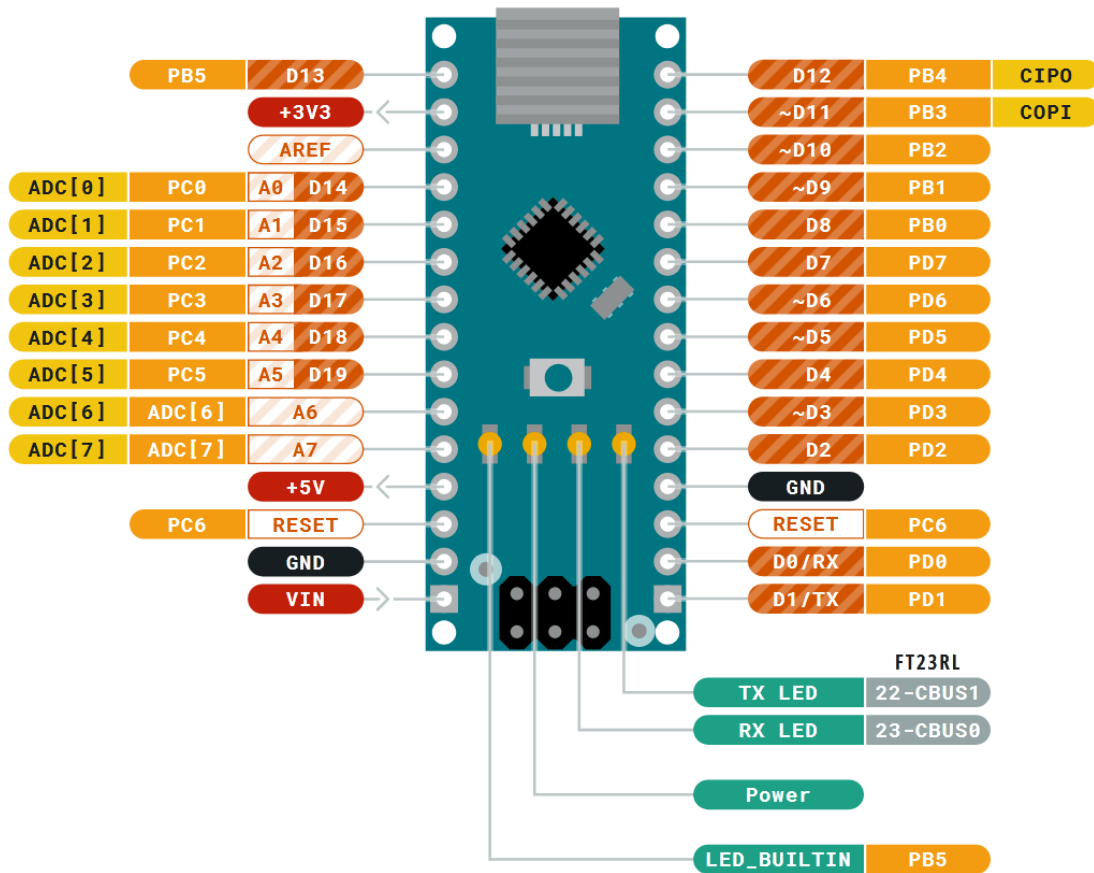 PB5 D13 D12 PB4 CIPO
+3V3 ~D11 PB3 COPI
AREF ~D10 PB2
ADC[0] PC0 A0 D14 ~D9 PB1
ADC[1] PC1 A1 D15 D8 PB0
ADC[2] PC2 A2 D16 D7 PD7
ADC[3] PC3 A3 D17 ~D6 PD6
ADC[4] PC4 A4 D18 ~D5 PD5
ADC[5] PC5 A5 D19 D4 PD4
ADC[6] ADC[6] A6 ~D3 PD3
ADC[7] ADC[7] A7 D2 PD2
+5V GND
PC6 RESET RESET PC6
GND D0/RX PD0
VIN D1/TX PD1
FT23RL
TX LED 22-CBUS1
RX LED 23-CBUS0
Power
LED_BUILTIN PB5